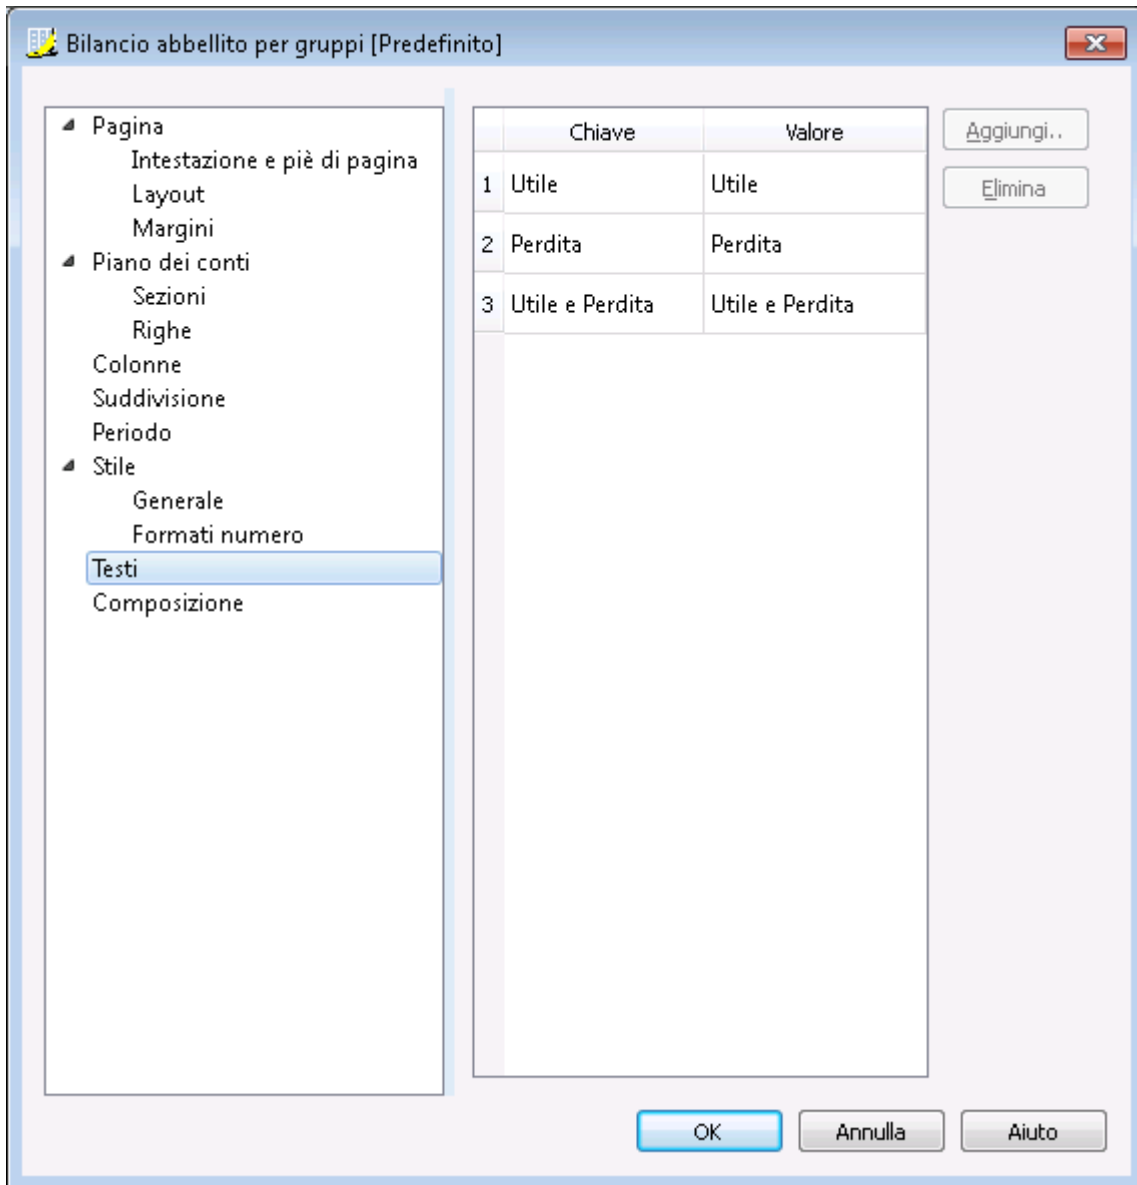 Bilancio abbellito per gruppi [Predefinito]
Pagina
Intestazione e piè di pagina
Layout
Margini
Piano dei conti
Sezioni
Righe
Colonne
Suddivisione
Periodo
Stile
Generale
Formati numero
Testi
Composizione
Chiave Valore
1 Utile Utile
2 Perdita Perdita
3 Utile e Perdita Utile e Perdita
Aggiungi..
Elimina
OK Annulla Aiuto